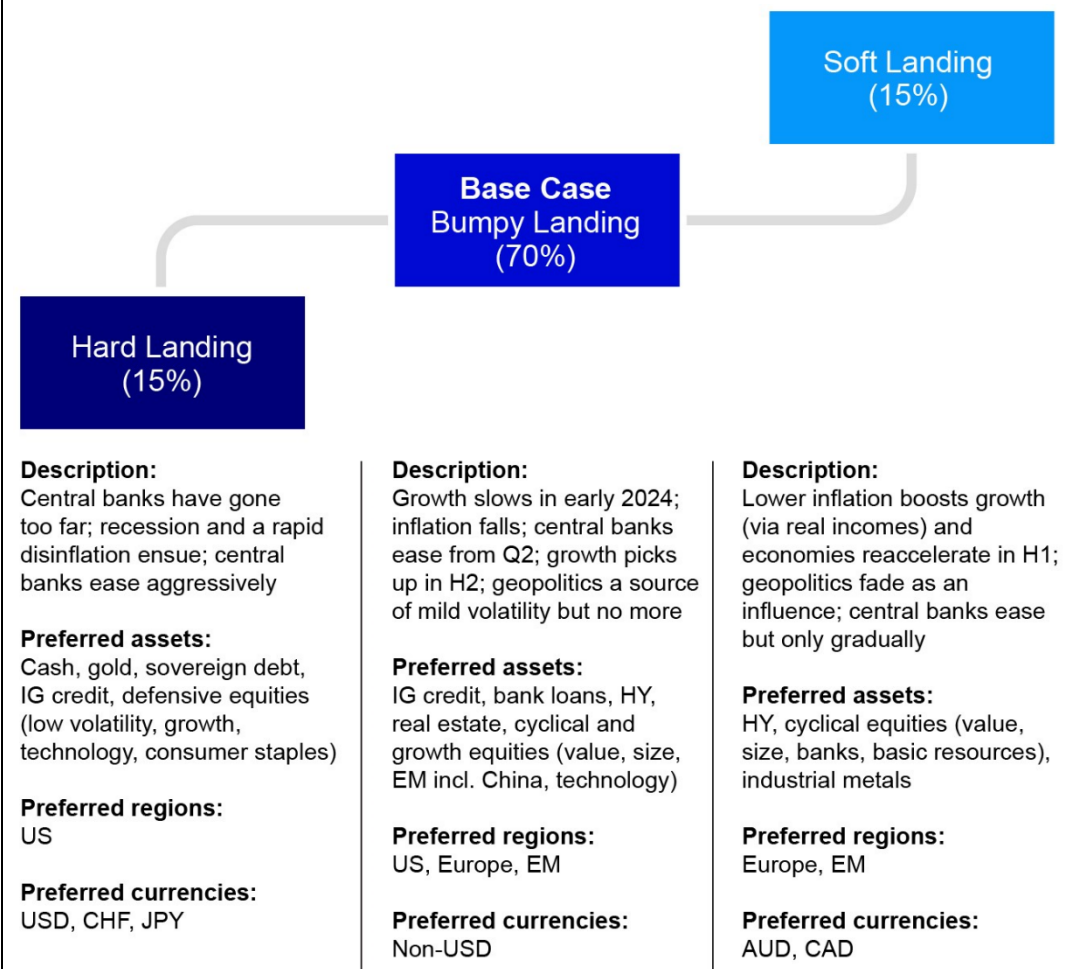 Soft Landing
(15%)
Base Case
Bumpy Landing
(70%)
Hard Landing
(15%)
Description:
Central banks have gone
too far; recession and a rapid
disinflation ensue; central
banks ease aggressively
Preferred assets:
Cash, gold, sovereign debt,
IG credit, defensive equities
(low volatility, growth,
technology, consumer staples)
Preferred regions:
US
Preferred currencies:
USD, CHF, JPY
Description:
Growth slows in early 2024;
inflation falls; central banks
ease from Q2; growth picks
up in H2; geopolitics a source
of mild volatility but no more
Preferred assets:
IG credit, bank loans, HY,
real estate, cyclical and
growth equities (value, size,
EM incl. China, technology)
Preferred regions:
US, Europe, EM
Preferred currencies:
Non-USD
Description:
Lower inflation boosts growth
(via real incomes) and
economies reaccelerate in H1;
geopolitics fade as an
influence; central banks ease
but only gradually
Preferred assets:
HY, cyclical equities (value,
size, banks, basic resources),
industrial metals
Preferred regions:
Europe, EM
Preferred currencies:
AUD, CAD